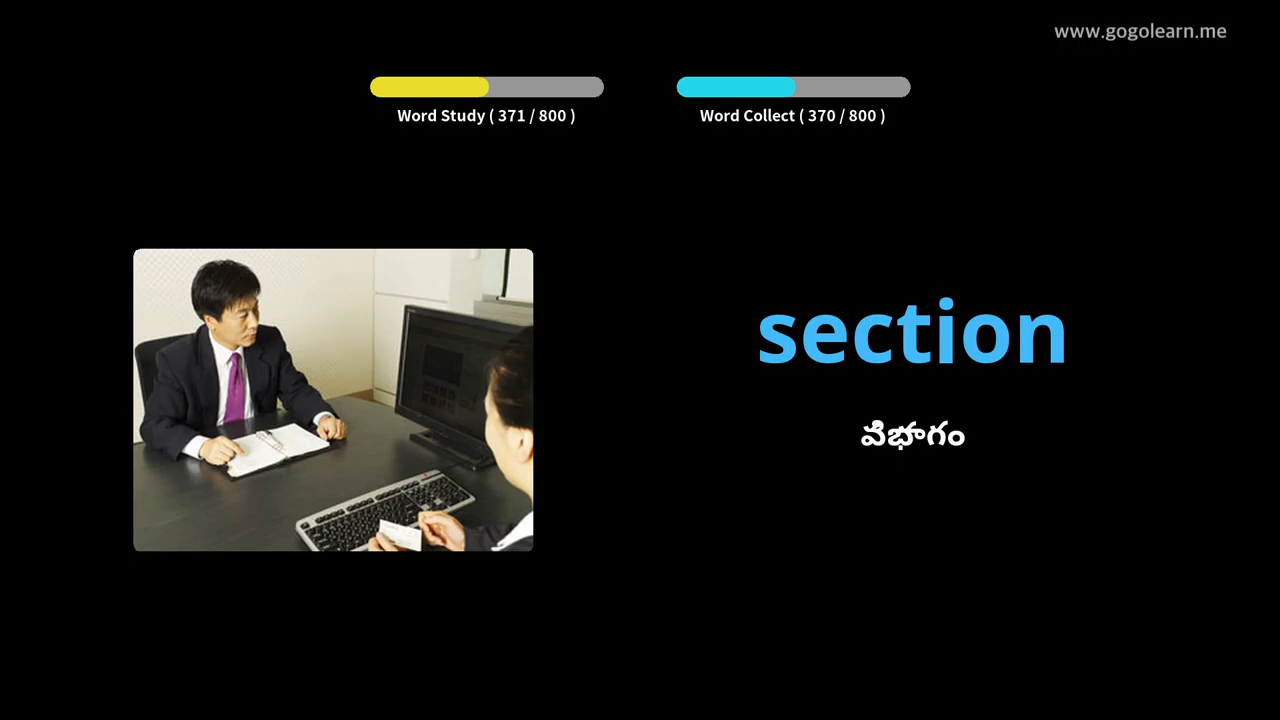 www.gogolearn.me
Word Study ( 371 / 800 )
Word Collect ( 370 / 800 )
section
విభాగం